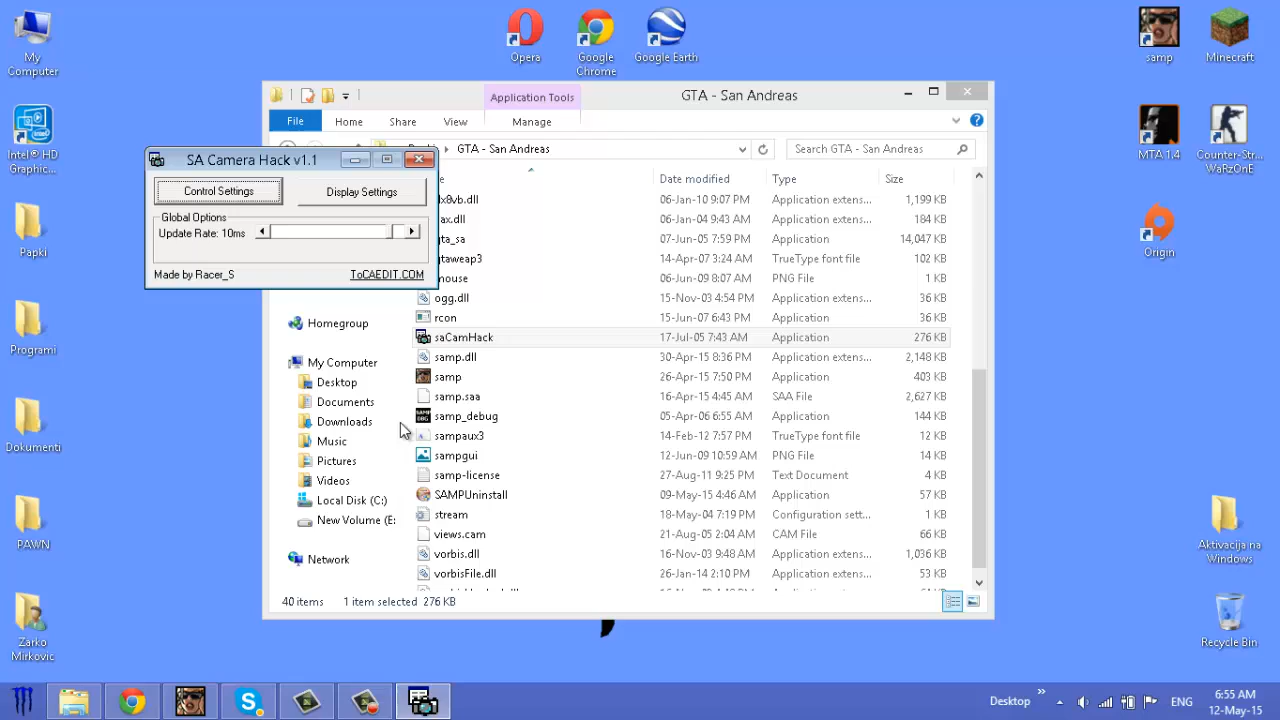 My Computer
Intel® HD Graphic...
Papki
Programi
Dokumenti
PAWN
Zarko Mirkovic
Opera
Google Chrome
Google Earth
samp
Minecraft
MTA 1.4
Counter-Str... WaRzOnE
Origin
Aktivacija na Windows
Recycle Bin
Application Tools
GTA - San Andreas
File
Home
Share
View
Manage
GTA - San Andreas
Search GTA - San Andreas
SA Camera Hack v1.1
Control Settings
Display Settings
Global Options
Update Rate: 10ms
Made by Racer_S
ToCAEDIT.COM
Homegroup
My Computer
Desktop
Documents
Downloads
Music
Pictures
Videos
Local Disk (C:)
New Volume (E:
Network
Date modified
Type
Size
06-Jan-10 9:07 PM Application extens... 1,199 KB
06-Jan-04 9:43 AM Application extens... 184 KB
07-Jun-05 7:59 PM Application 14,047 KB
14-Apr-07 3:24 AM TrueType font file 102 KB
08-Jun-09 8:07 AM PNG File 1 KB
ogg.dll 15-Nov-03 4:54 PM Application extens... 36 KB
rcon 15-Jun-07 6:43 PM Application 36 KB
saCamHack 17-Jul-05 7:43 AM Application 276 KB
samp.dll 30-Apr-15 8:36 PM Application extens... 2,148 KB
samp 26-Apr-15 7:50 PM Application 403 KB
samp.saa 16-Apr-15 4:45 AM SAA File 2,627 KB
samp_debug 05-Apr-06 6:55 AM Application 144 KB
sampaux3 14-Feb-12 7:57 PM TrueType font file 12 KB
sampgui 12-Jun-09 10:59 AM PNG File 14 KB
samp-license 27-Aug-11 9:25 PM Text Document 4 KB
SAMPUninstall 09-May-15 4:46 AM Application 57 KB
stream 18-May-04 7:19 PM Configuration sett... 1 KB
views.cam 21-Aug-05 2:04 AM CAM File 66 KB
vorbis.dll 16-Nov-03 9:48 AM Application extens... 1,036 KB
vorbisFile.dll 26-Jan-14 2:10 PM Application extens... 53 KB
40 items 1 item selected 276 KB
Desktop
ENG
6:55 AM
12-May-15